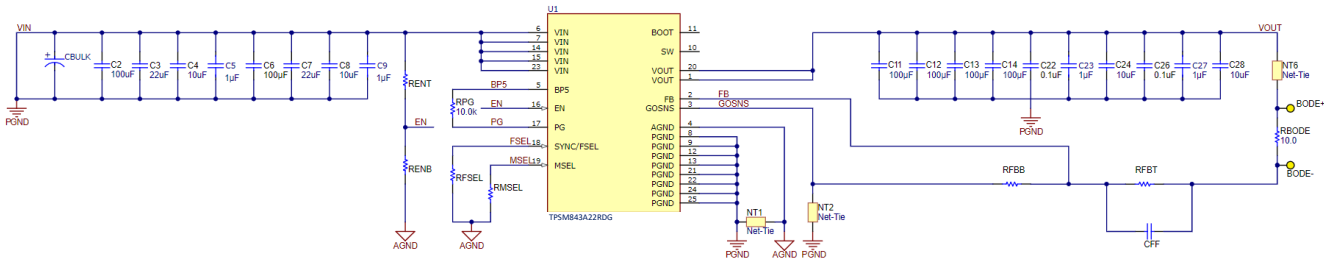 VIN
CBULK
C2
100uF
C3
22uF
C4
10uF
C5
1µF
C6
100µF
C7
22uF
C8
10uF
C9
1µF
PGND
RENT
EN
RENB
AGND
BP5
RPG
10.0k
EN
PG
FSEL
MSEL
RFSEL
RMSEL
AGND
U1
6
7
14
15
23
5
16
17
18
19
VIN
VIN
VIN
VIN
VIN
BP5
EN
PG
SYNC/FSEL
MSEL
BOOT
SW
VOUT
VOUT
FB
GOSNS
AGND
PGND
PGND
PGND
PGND
PGND
PGND
PGND
PGND
11
10
20
1
2
3
4
8
9
12
13
21
22
24
25
TPSM843A22RDG
FB
GOSNS
NT1
Net-Tie
PGND
AGND
NT2
Net-Tie
PGND
C11
100µF
C12
100µF
C13
100µF
C14
100µF
C22
0.1uF
C23
1µF
C24
10uF
C26
0.1uF
C27
1µF
C28
10uF
PGND
VOUT
NT6
Net-Tie
BODE+
RBODE
10.0
BODE-
RFBB
RFBT
CFF